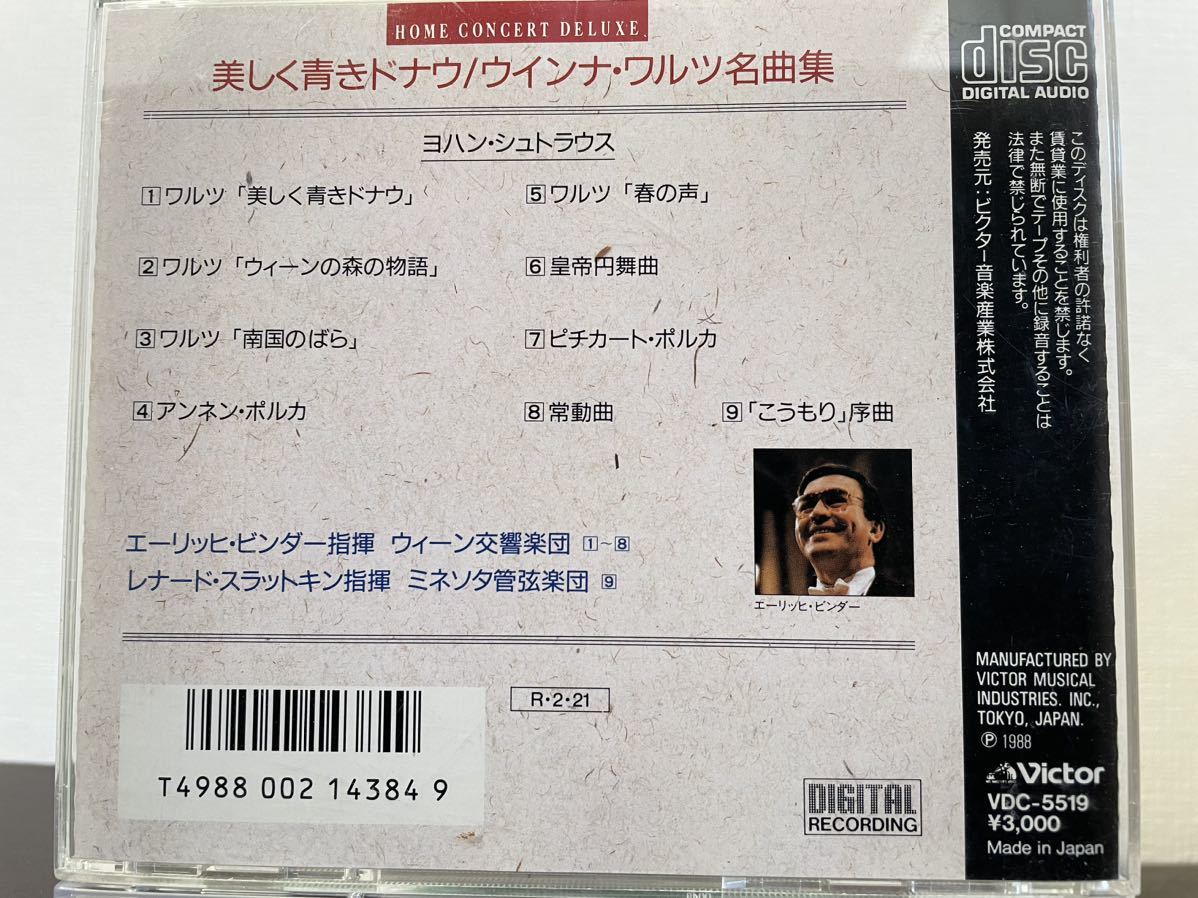 HOME CONCERT DELUXE
美しく青きドナウ/ウインナ・ワルツ名曲集
ヨハン・シュトラウス
1 ワルツ「美しく青きドナウ」
2 ワルツ「ウィーンの森の物語」
3 ワルツ「南国のばら」
4 アンネン・ポルカ
5 ワルツ「春の声」
6 皇帝円舞曲
7 ピチカート・ポルカ
8 常動曲
9 「こうもり」序曲
エーリッヒ・ビンダー
エーリッヒ・ビンダー指揮 ウィーン交響楽団 1~8
レナード・スラットキン指揮 ミネソタ管弦楽団 9
R・2・21
T4988 002 14384 9
DIGITAL
RECORDING
COMPACT
disc
DIGITAL AUDIO
このディスクは権利者の許諾なく
賃貸業に使用することを禁じます。
また無断でテープその他に録音することは
法律で禁じられています。
発売元:ビクター音楽産業株式会社
MANUFACTURED BY
VICTOR MUSICAL
INDUSTRIES. INC.,
TOKYO, JAPAN.
℗ 1988
Victor
VDC-5519
¥3,000
Made in Japan